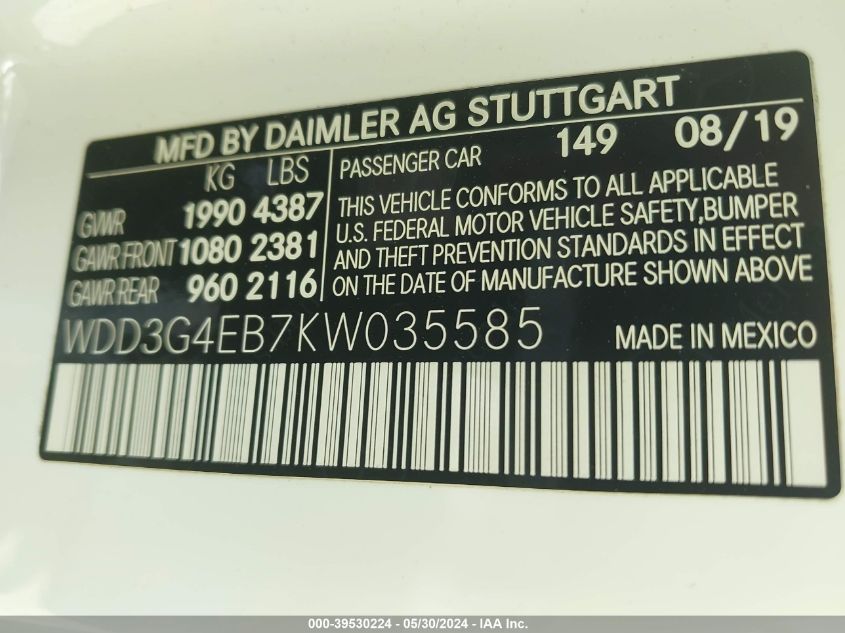 MFD BY DAIMLER AG STUTTGART
KG LBS
GVWR 1990 4387
GAWR FRONT 1080 2381
GAWR REAR 960 2116
PASSENGER CAR 149 08/19
THIS VEHICLE CONFORMS TO ALL APPLICABLE
U.S. FEDERAL MOTOR VEHICLE SAFETY,BUMPER
AND THEFT PREVENTION STANDARDS IN EFFECT
ON THE DATE OF MANUFACTURE SHOWN ABOVE
WDD3G4EB7KW035585 MADE IN MEXICO
000-39530224 - 05/30/2024 - IAA Inc.